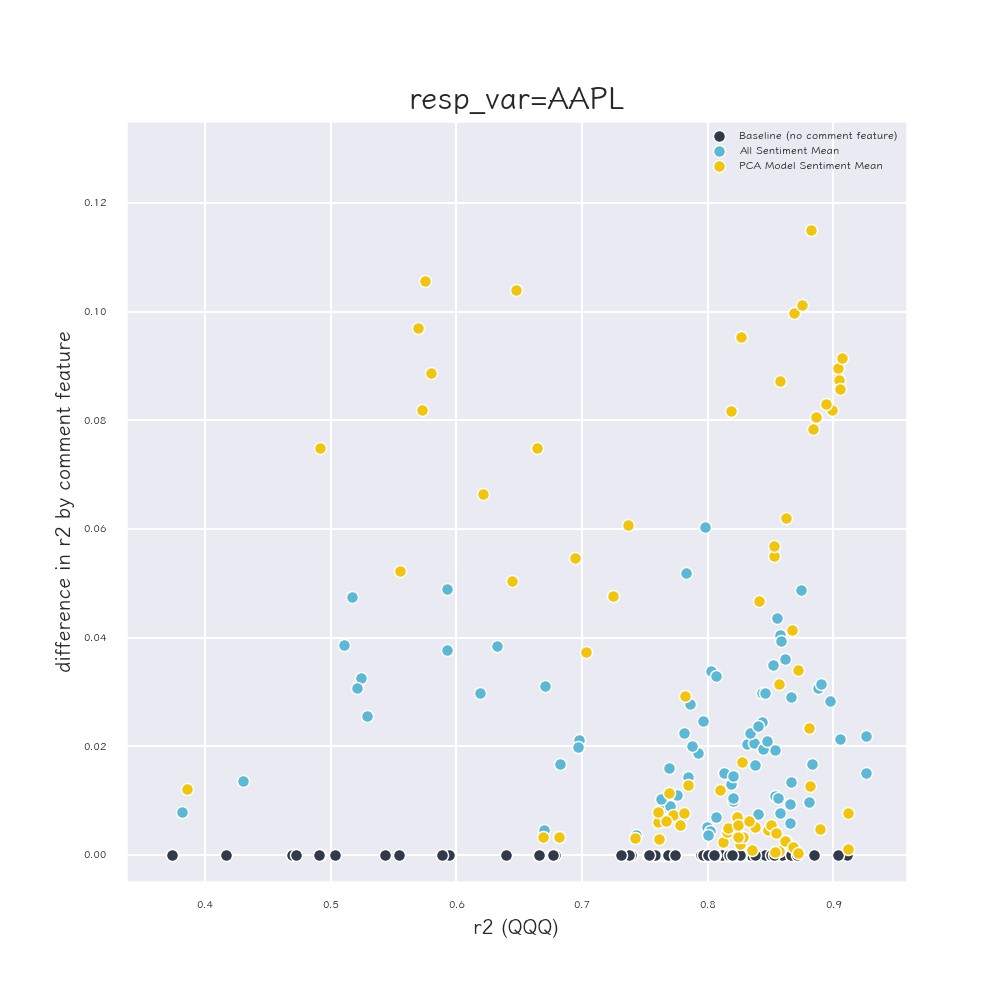 resp_var=AAPL
Baseline (no comment feature)
All Sentiment Mean
PCA Model Sentiment Mean
difference in r2 by comment feature
0.12
0.10
0.08
0.06
0.04
0.02
0.00
0.4 0.5 0.6 0.7 0.8 0.9
r2 (QQQ)